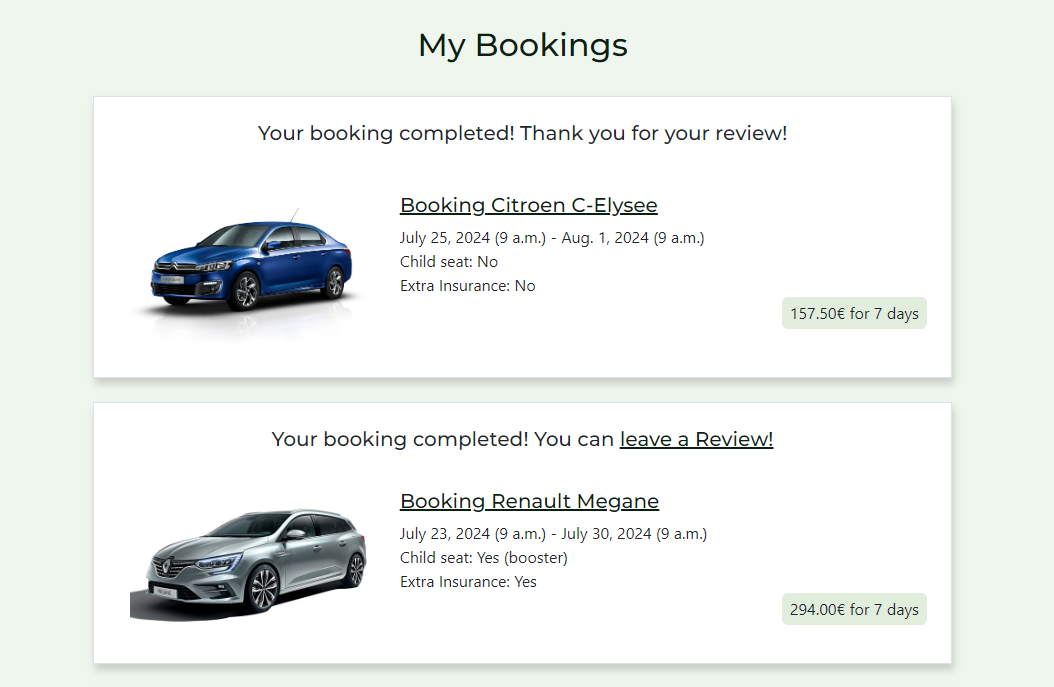 My Bookings
Your booking completed! Thank you for your review!
Booking Citroen C-Elysee
July 25, 2024 (9 a.m.) - Aug. 1, 2024 (9 a.m.)
Child seat: No
Extra Insurance: No
157.50€ for 7 days
Your booking completed! You can leave a Review!
Booking Renault Megane
July 23, 2024 (9 a.m.) - July 30, 2024 (9 a.m.)
Child seat: Yes (booster)
Extra Insurance: Yes
MEGANE
294.00€ for 7 days